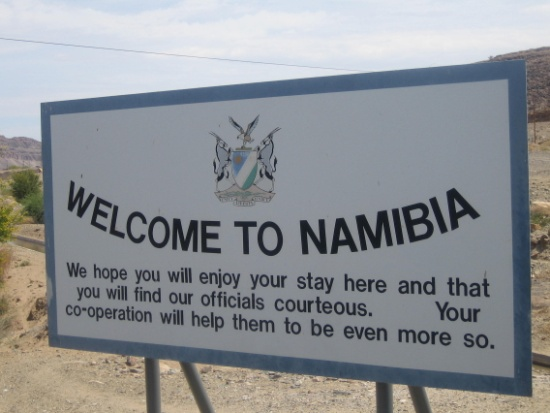 WELCOME TO NAMIBIA
We hope you will enjoy your stay here and that
you will find our officials courteous. Your
co-operation will help them to be even more so.